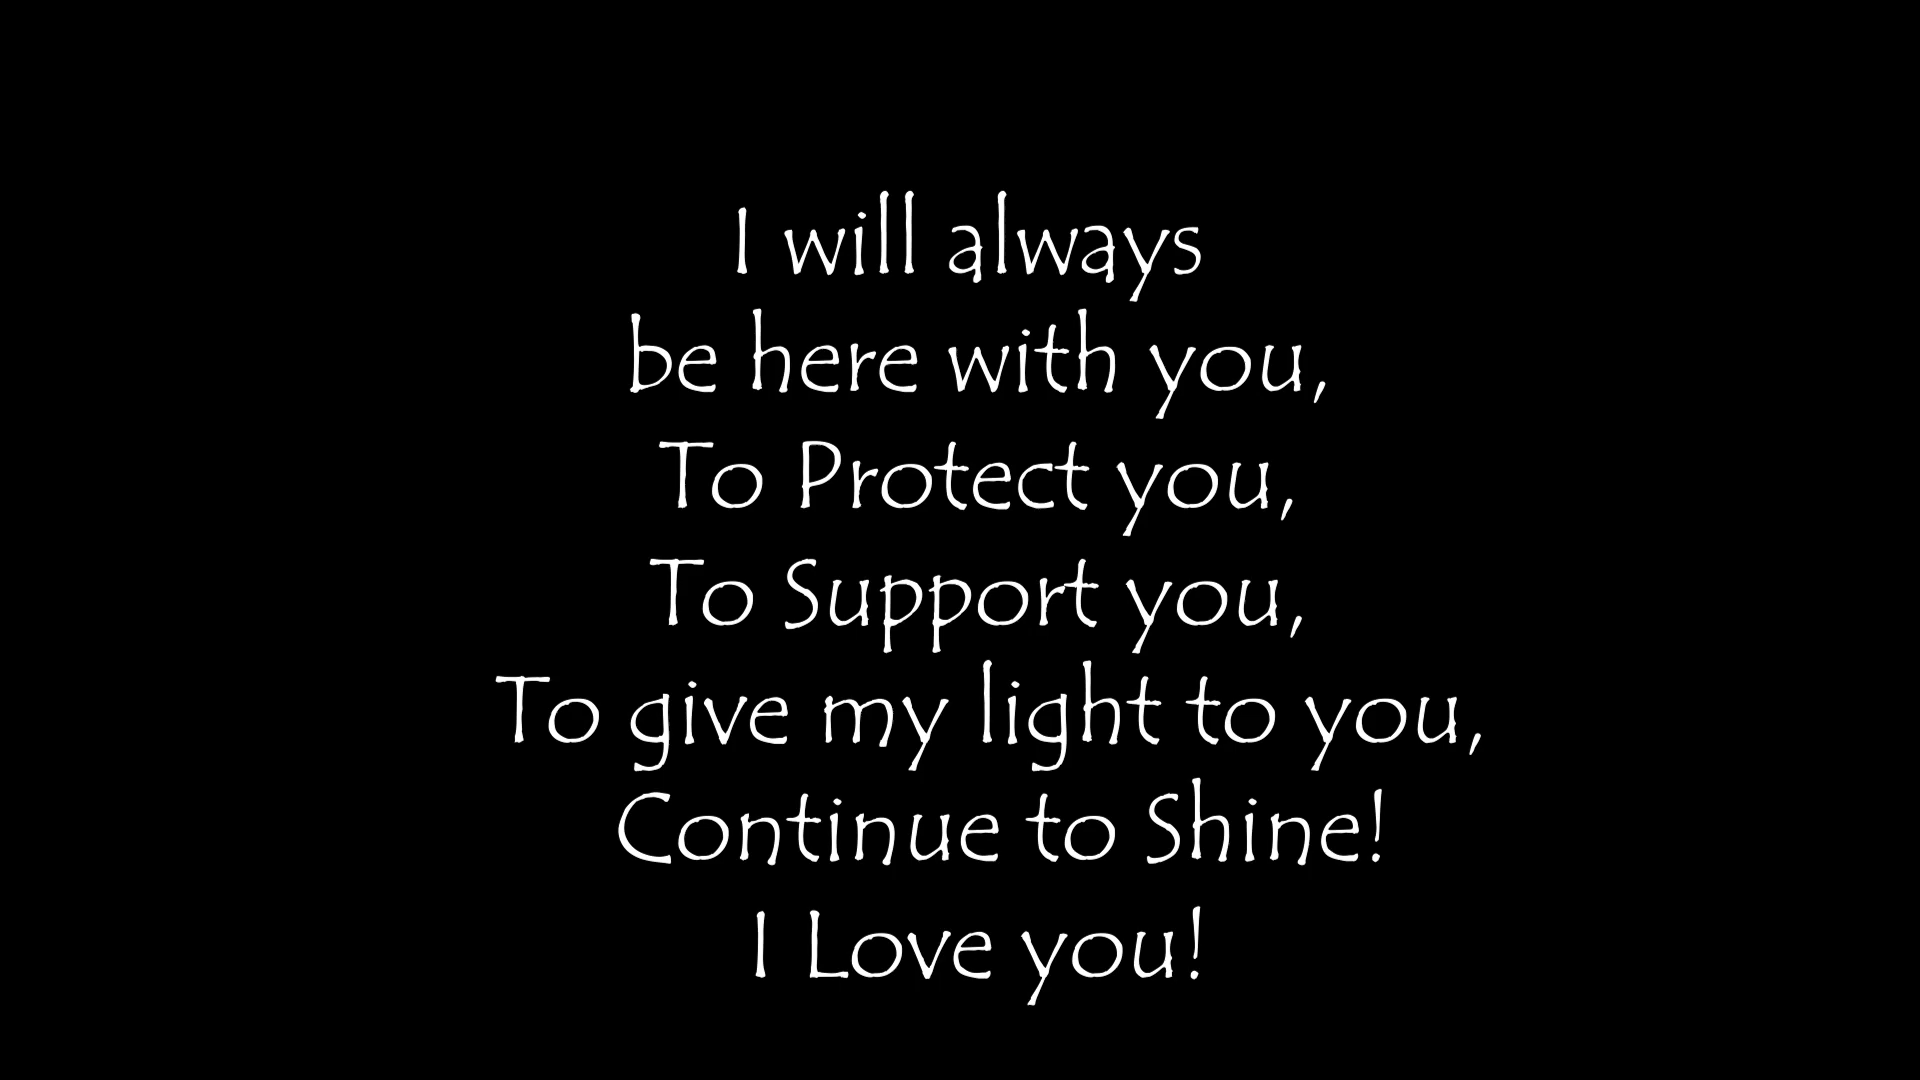 I will always
be here with you,
To Protect you,
To Support you,
To give my light to you,
Continue to Shine!
I Love you!